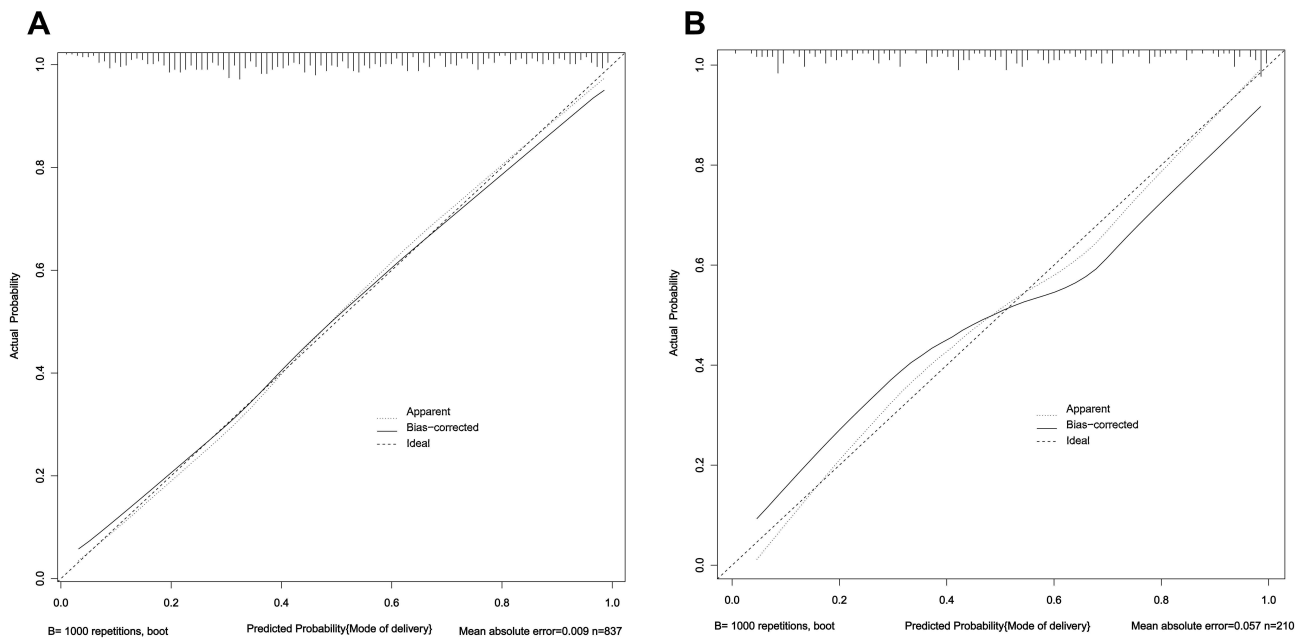 A
1.0
0.8
0.6
0.4
0.2
0.0
Actual Probability
Apparent
Bias-corrected
Ideal
0.0 0.2 0.4 0.6 0.8 1.0
B= 1000 repetitions, boot Predicted Probability{Mode of delivery} Mean absolute error=0.009 n=837
B
1.0
0.8
0.6
0.4
0.2
0.0
Actual Probability
Apparent
Bias-corrected
Ideal
0.0 0.2 0.4 0.6 0.8 1.0
B= 1000 repetitions, boot Predicted Probability{Mode of delivery} Mean absolute error=0.057 n=210